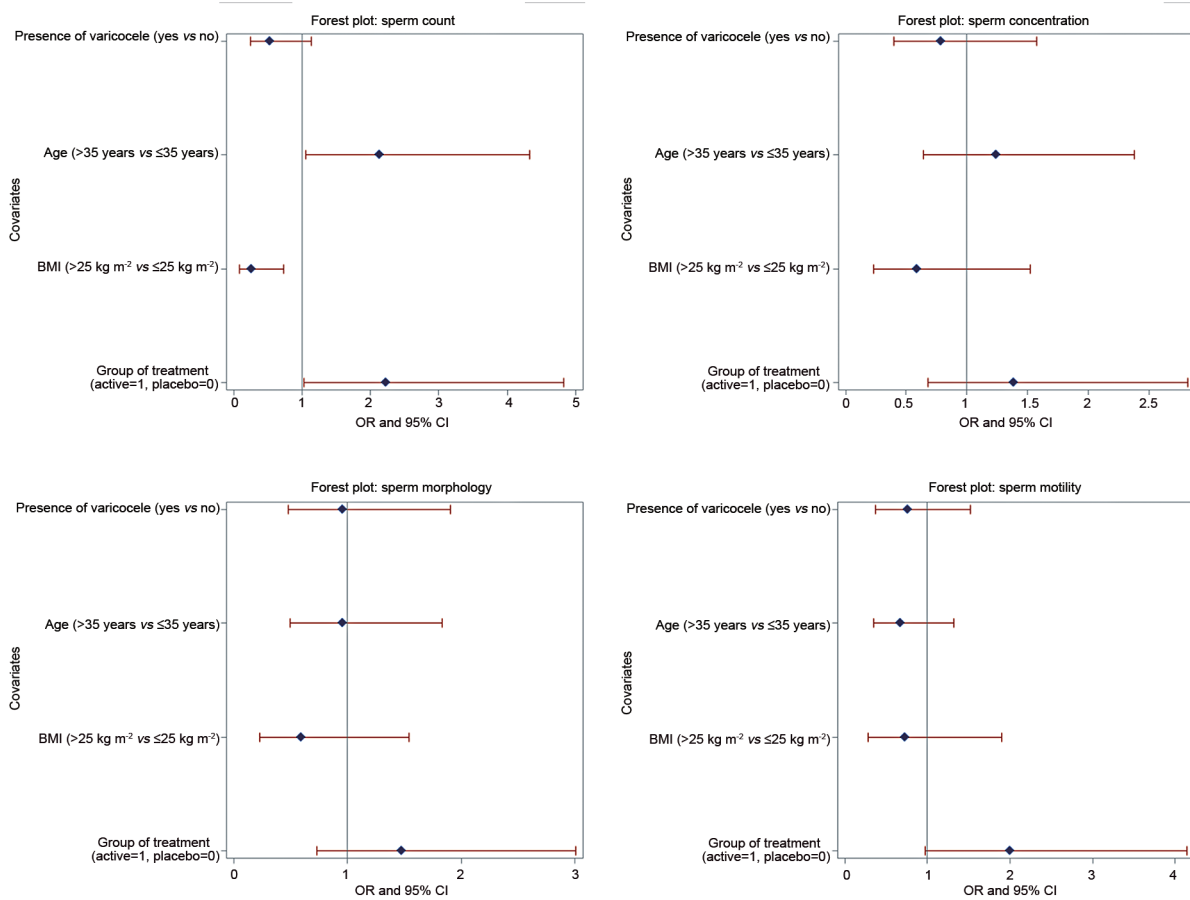 Forest plot: sperm count
Presence of varicocele (yes vs no)
Age (>35 years vs ≤35 years)
Covariates
BMI (>25 kg m⁻² vs ≤25 kg m⁻²)
Group of treatment
(active=1, placebo=0)
0 1 2 3 4 5
OR and 95% CI
Forest plot: sperm concentration
Presence of varicocele (yes vs no)
Age (>35 years vs ≤35 years)
Covariates
BMI (>25 kg m⁻² vs ≤25 kg m⁻²)
Group of treatment
(active=1, placebo=0)
0 0.5 1 1.5 2 2.5
OR and 95% CI
Forest plot: sperm morphology
Presence of varicocele (yes vs no)
Age (>35 years vs ≤35 years)
Covariates
BMI (>25 kg m⁻² vs ≤25 kg m⁻²)
Group of treatment
(active=1, placebo=0)
0 1 2 3
OR and 95% CI
Forest plot: sperm motility
Presence of varicocele (yes vs no)
Age (>35 years vs ≤35 years)
Covariates
BMI (>25 kg m⁻² vs ≤25 kg m⁻²)
Group of treatment
(active=1, placebo=0)
0 1 2 3 4
OR and 95% CI